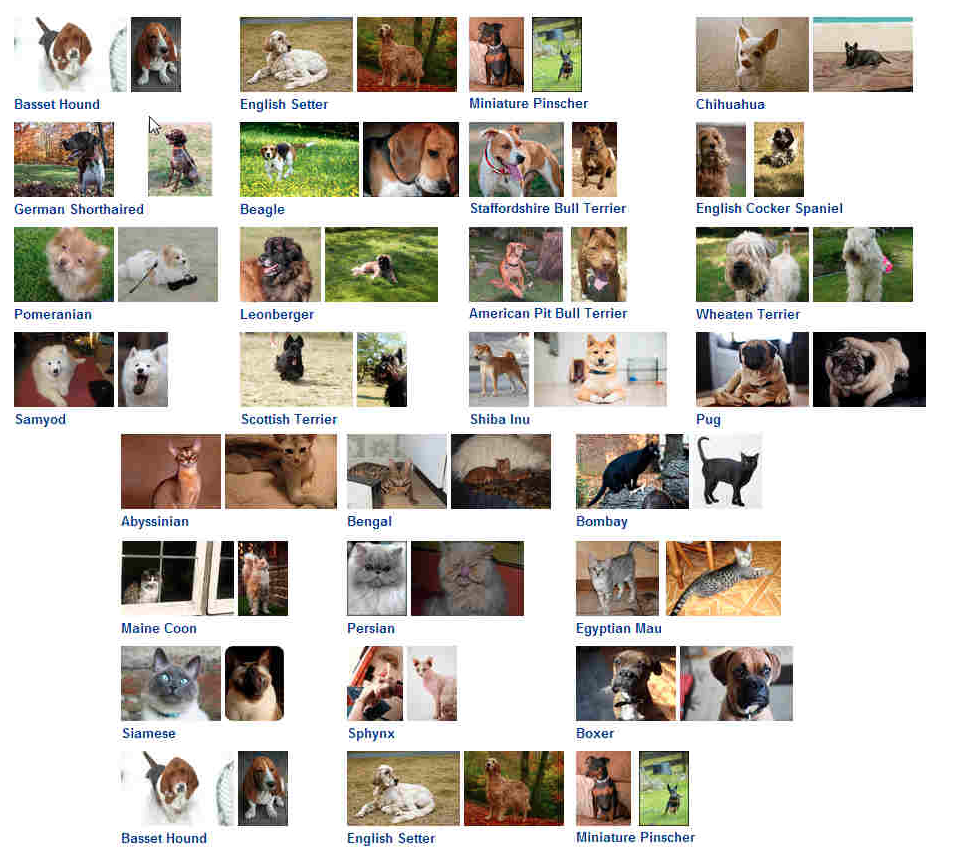 Basset Hound
English Setter
Miniature Pinscher
Chihuahua
German Shorthaired
Beagle
Staffordshire Bull Terrier
English Cocker Spaniel
Pomeranian
Leonberger
American Pit Bull Terrier
Wheaten Terrier
Samyod
Scottish Terrier
Shiba Inu
Pug
Abyssinian
Bengal
Bombay
Maine Coon
Persian
Egyptian Mau
Siamese
Sphynx
Boxer
Basset Hound
English Setter
Miniature Pinscher